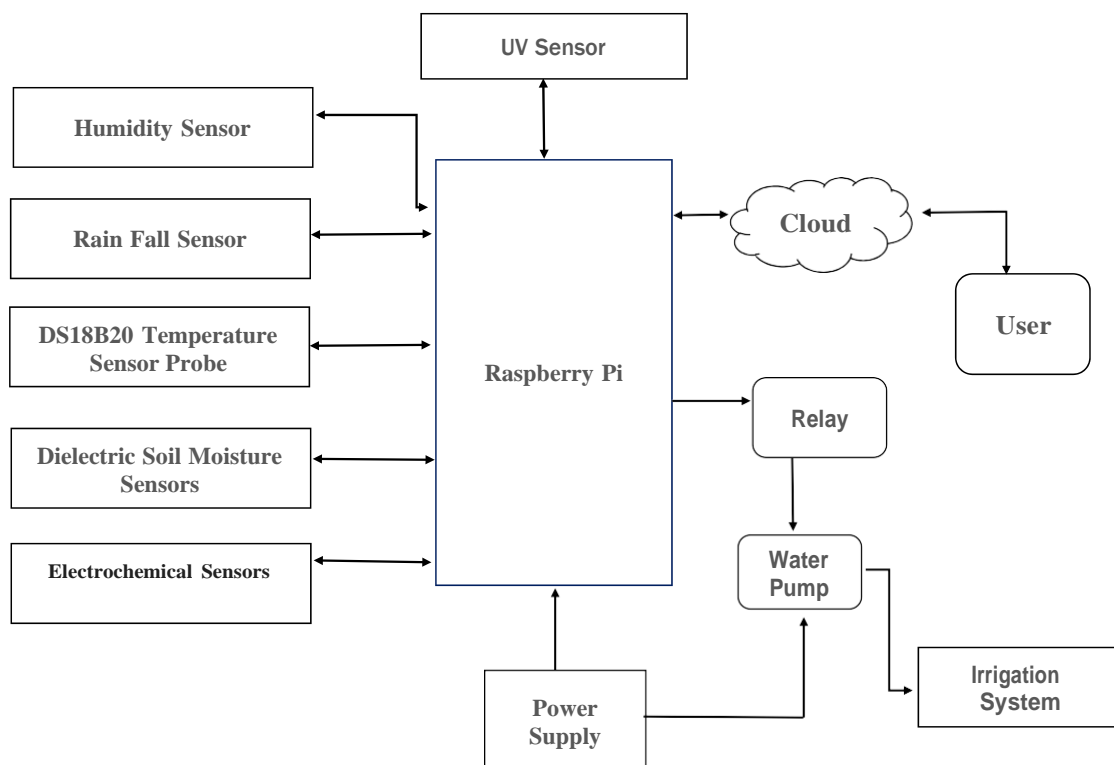 UV Sensor
Humidity Sensor
Rain Fall Sensor
Cloud
User
DS18B20 Temperature
Sensor Probe
Raspberry Pi
Relay
Dielectric Soil Moisture
Sensors
Electrochemical Sensors
Water
Pump
Irrigation
System
Power
Supply